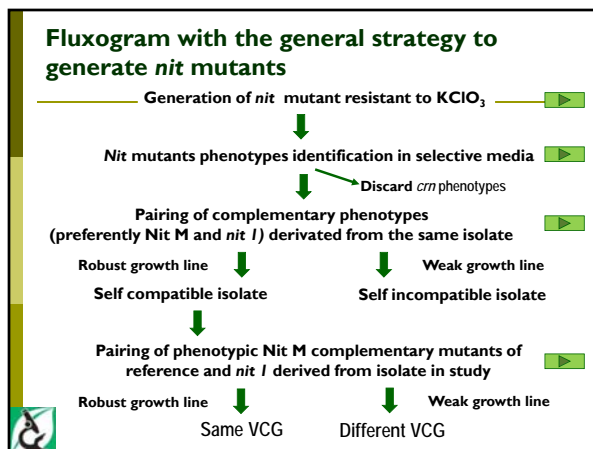 Fluxogram with the general strategy to
generate nit mutants
Generation of nit mutant resistant to KClO₃
Nit mutants phenotypes identification in selective media
Discard crn phenotypes
Pairing of complementary phenotypes
(preferently Nit M and nit 1) derivated from the same isolate
Robust growth line Weak growth line
Self compatible isolate Self incompatible isolate
Pairing of phenotypic Nit M complementary mutants of
reference and nit 1 derived from isolate in study
Robust growth line Weak growth line
Same VCG Different VCG